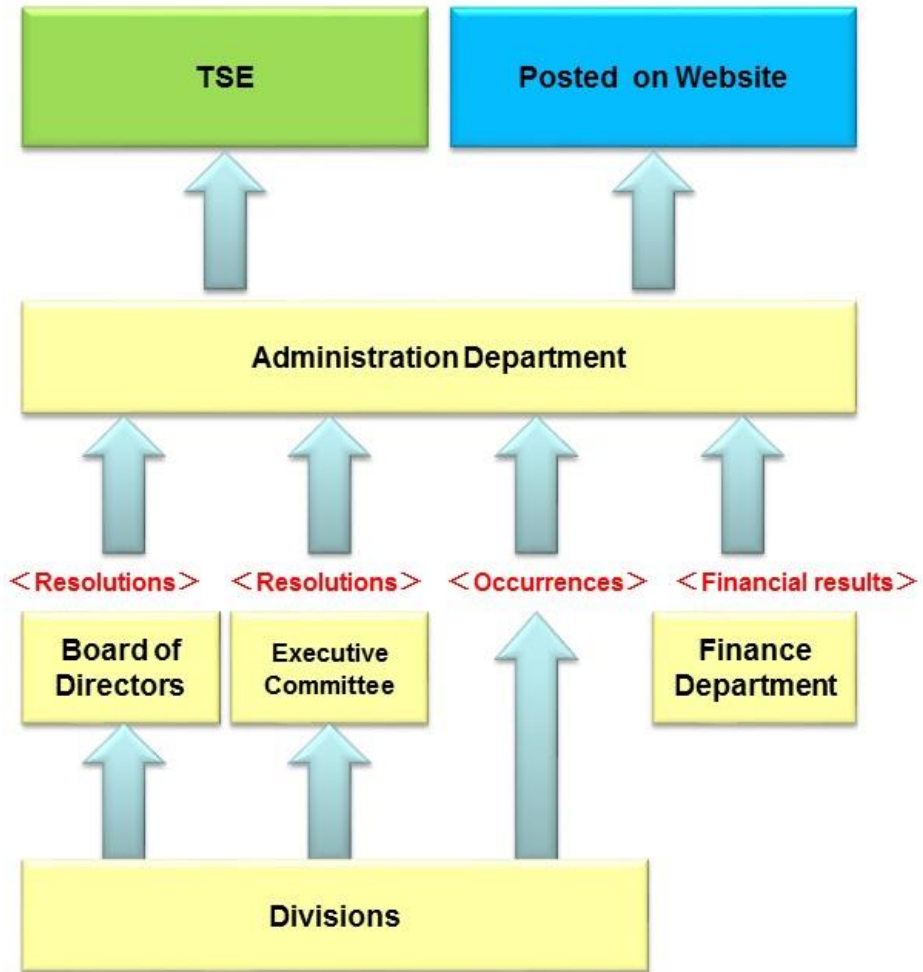 TSE
Posted on Website
Administration Department
<Resolutions>
<Resolutions>
<Occurrences>
<Financial results>
Board of
Directors
Executive
Committee
Finance
Department
Divisions